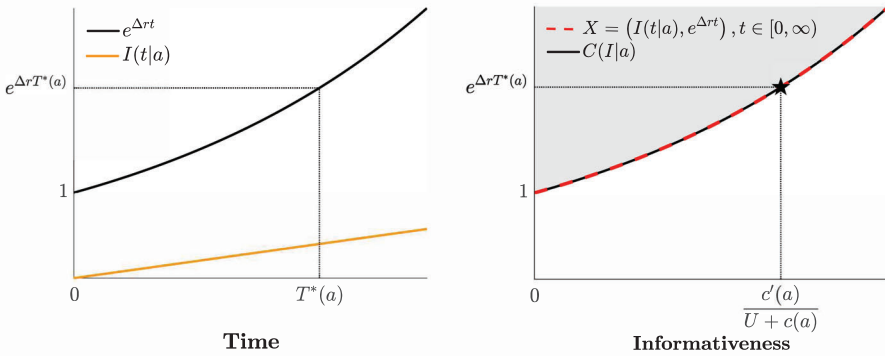 e^{ΔrT*(a)}
1
e^{Δrt}
I(t|a)
0
T*(a)
Time
e^{ΔrT*(a)}
1
X = (I(t|a), e^{Δrt}), t ∈ [0, ∞)
C(I|a)
0
c′(a)
U + c(a)
Informativeness